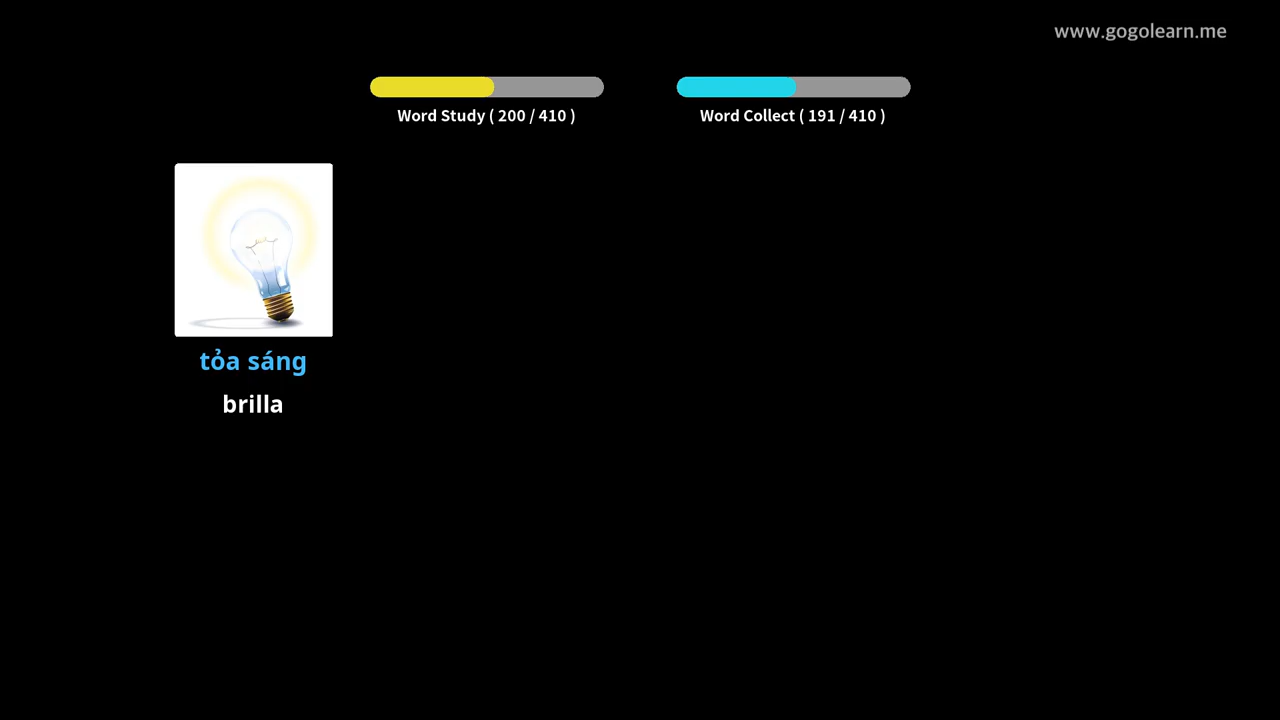 www.gogolearn.me
Word Study ( 200 / 410 )
Word Collect ( 191 / 410 )
tỏa sáng
brilla